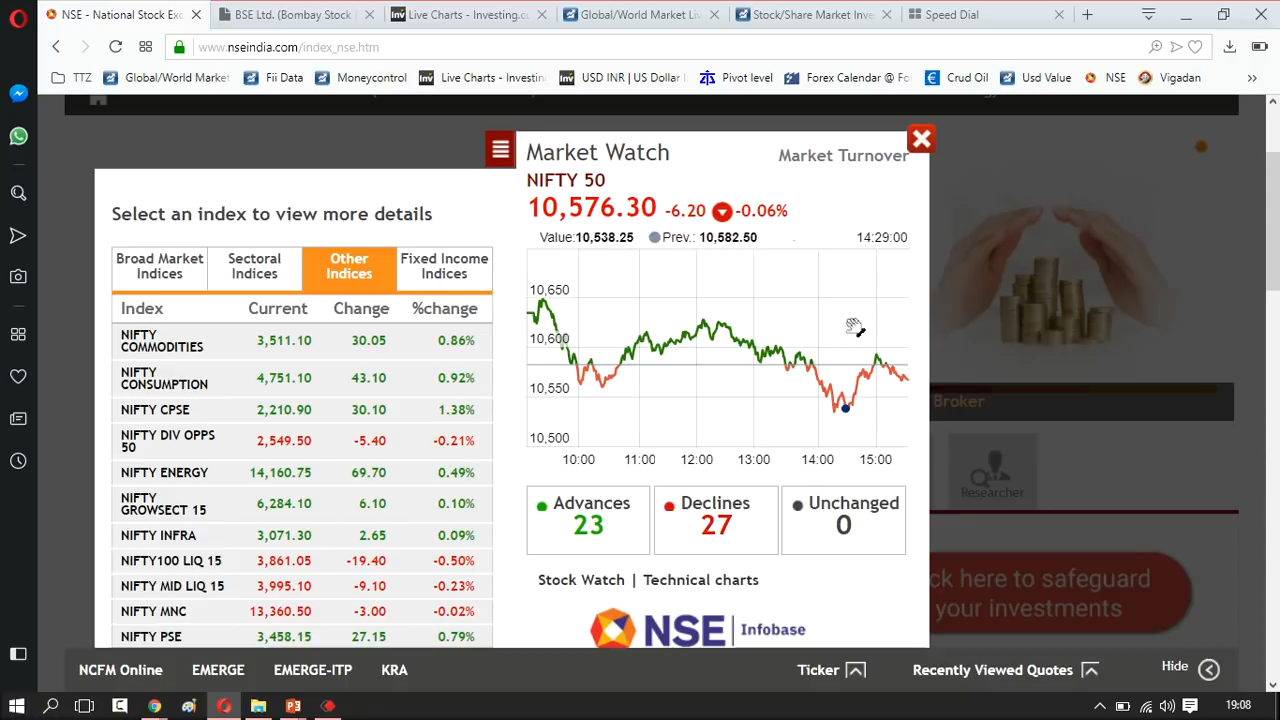 NSE - National Stock Exc
BSE Ltd. (Bombay Stock
Live Charts - Investing.co
Global/World Market Li
Stock/Share Market Inve
Speed Dial
www.nseindia.com/index_nse.htm
TTZ
Global/World Market
Fii Data
Moneycontrol
Live Charts - Investin
USD INR | US Dollar
Pivot level
Forex Calendar @ Fo
Crud Oil
Usd Value
NSE
Vigadan
Market Watch
Market Turnover
NIFTY 50
10,576.30 -6.20 -0.06%
Value:10,538.25 Prev.: 10,582.50 14:29:00
10,650
10,600
10,550
10,500
10:00 11:00 12:00 13:00 14:00 15:00
Advances
23
Declines
27
Unchanged
0
Stock Watch | Technical charts
NSE Infobase
Select an index to view more details
Broad Market Indices
Sectoral Indices
Other Indices
Fixed Income Indices
Index Current Change %change
NIFTY COMMODITIES 3,511.10 30.05 0.86%
NIFTY CONSUMPTION 4,751.10 43.10 0.92%
NIFTY CPSE 2,210.90 30.10 1.38%
NIFTY DIV OPPS 50 2,549.50 -5.40 -0.21%
NIFTY ENERGY 14,160.75 69.70 0.49%
NIFTY GROWSECT 15 6,284.10 6.10 0.10%
NIFTY INFRA 3,071.30 2.65 0.09%
NIFTY100 LIQ 15 3,861.05 -19.40 -0.50%
NIFTY MID LIQ 15 3,995.10 -9.10 -0.23%
NIFTY MNC 13,360.50 -3.00 -0.02%
NIFTY PSE 3,458.15 27.15 0.79%
Broker
Researcher
ck here to safeguard
your investments
NCFM Online
EMERGE
EMERGE-ITP
KRA
Ticker
Recently Viewed Quotes
Hide
19:08